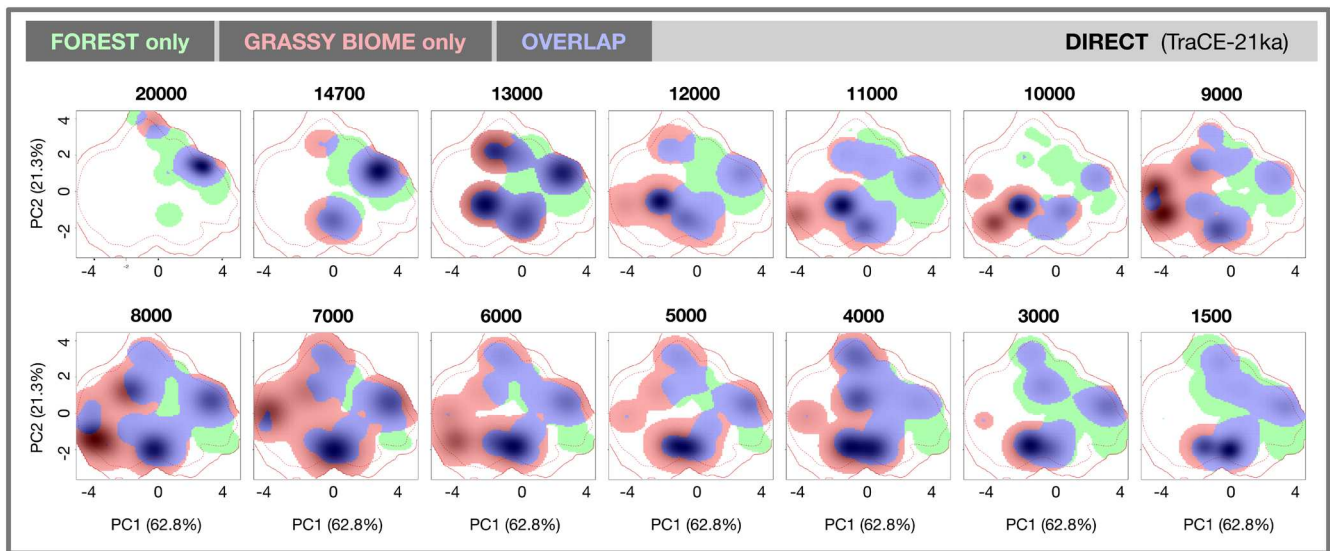 FOREST only GRASSY BIOME only OVERLAP DIRECT (TraCE-21ka)
20000 14700 13000 12000 11000 10000 9000
4
2
0
-2
PC2 (21.3%)
-4 0 4 -4 0 4 -4 0 4 -4 0 4 -4 0 4 -4 0 4 -4 0 4
8000 7000 6000 5000 4000 3000 1500
4
2
0
-2
PC2 (21.3%)
-4 0 4 -4 0 4 -4 0 4 -4 0 4 -4 0 4 -4 0 4 -4 0 4
PC1 (62.8%) PC1 (62.8%) PC1 (62.8%) PC1 (62.8%) PC1 (62.8%) PC1 (62.8%) PC1 (62.8%)